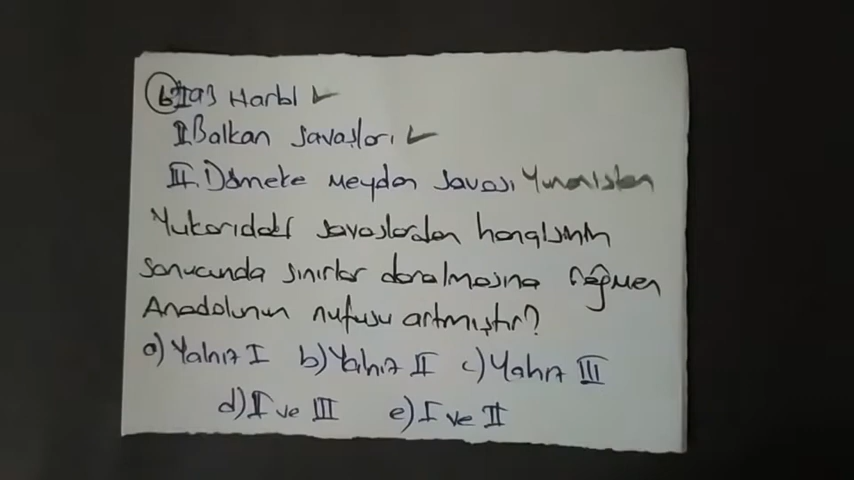 6) I. 93 Harbi ✓
II. Balkan Savaşları ✓
III. Dömeke Meydan Savaşı Yunanistan
Yukarıdaki savaşlardan hangisinin
sonucunda sınırlar daralmasına rağmen
Anadolunun nufusu artmıştır?
a) Yalnız I b) Yalnız II c) Yalnız III
d) I ve III e) I ve II